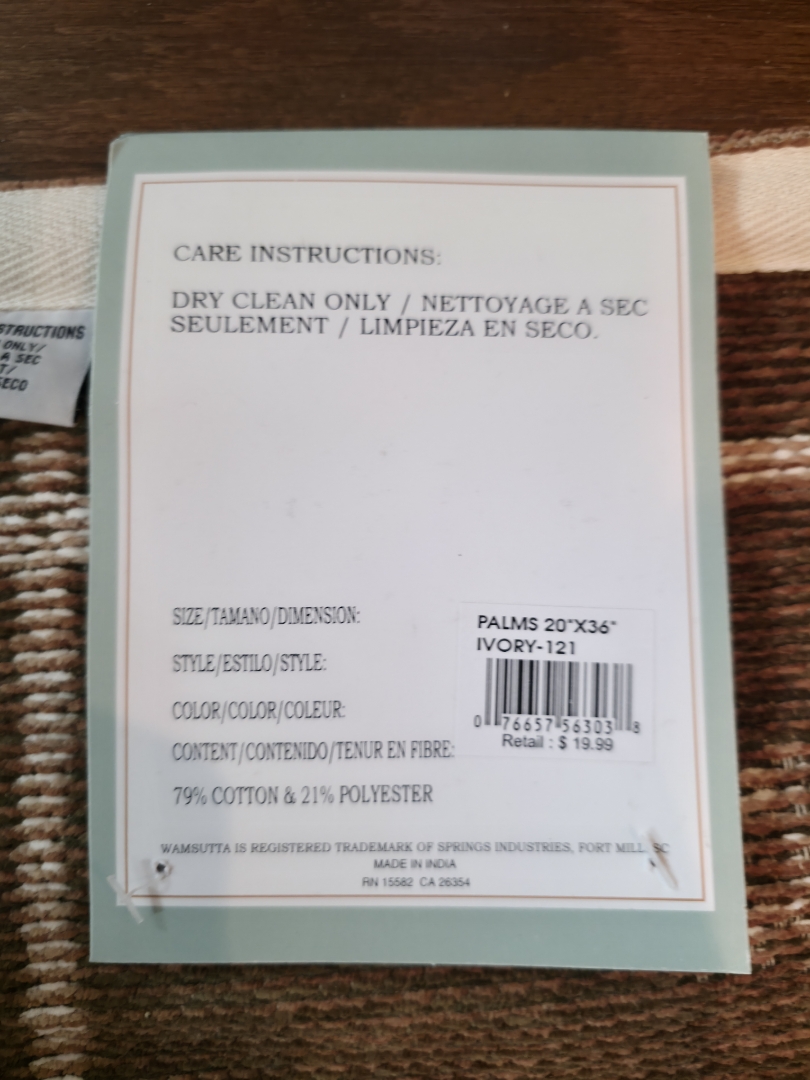 CARE INSTRUCTIONS:
DRY CLEAN ONLY / NETTOYAGE A SEC
SEULEMENT / LIMPIEZA EN SECO.
STRUCTIONS
ONLY/
A SEC
T/
SECO
SIZE/TAMANO/DIMENSION:
STYLE/ESTILO/STYLE:
COLOR/COLOR/COLEUR:
CONTENT/CONTENIDO/TENUR EN FIBRE:
79% COTTON & 21% POLYESTER
PALMS 20"X36"
IVORY-121
0 76657 56303 8
Retail : $ 19.99
WAMSUTTA IS REGISTERED TRADEMARK OF SPRINGS INDUSTRIES, FORT MILL SC
MADE IN INDIA
RN 15582 CA 26354